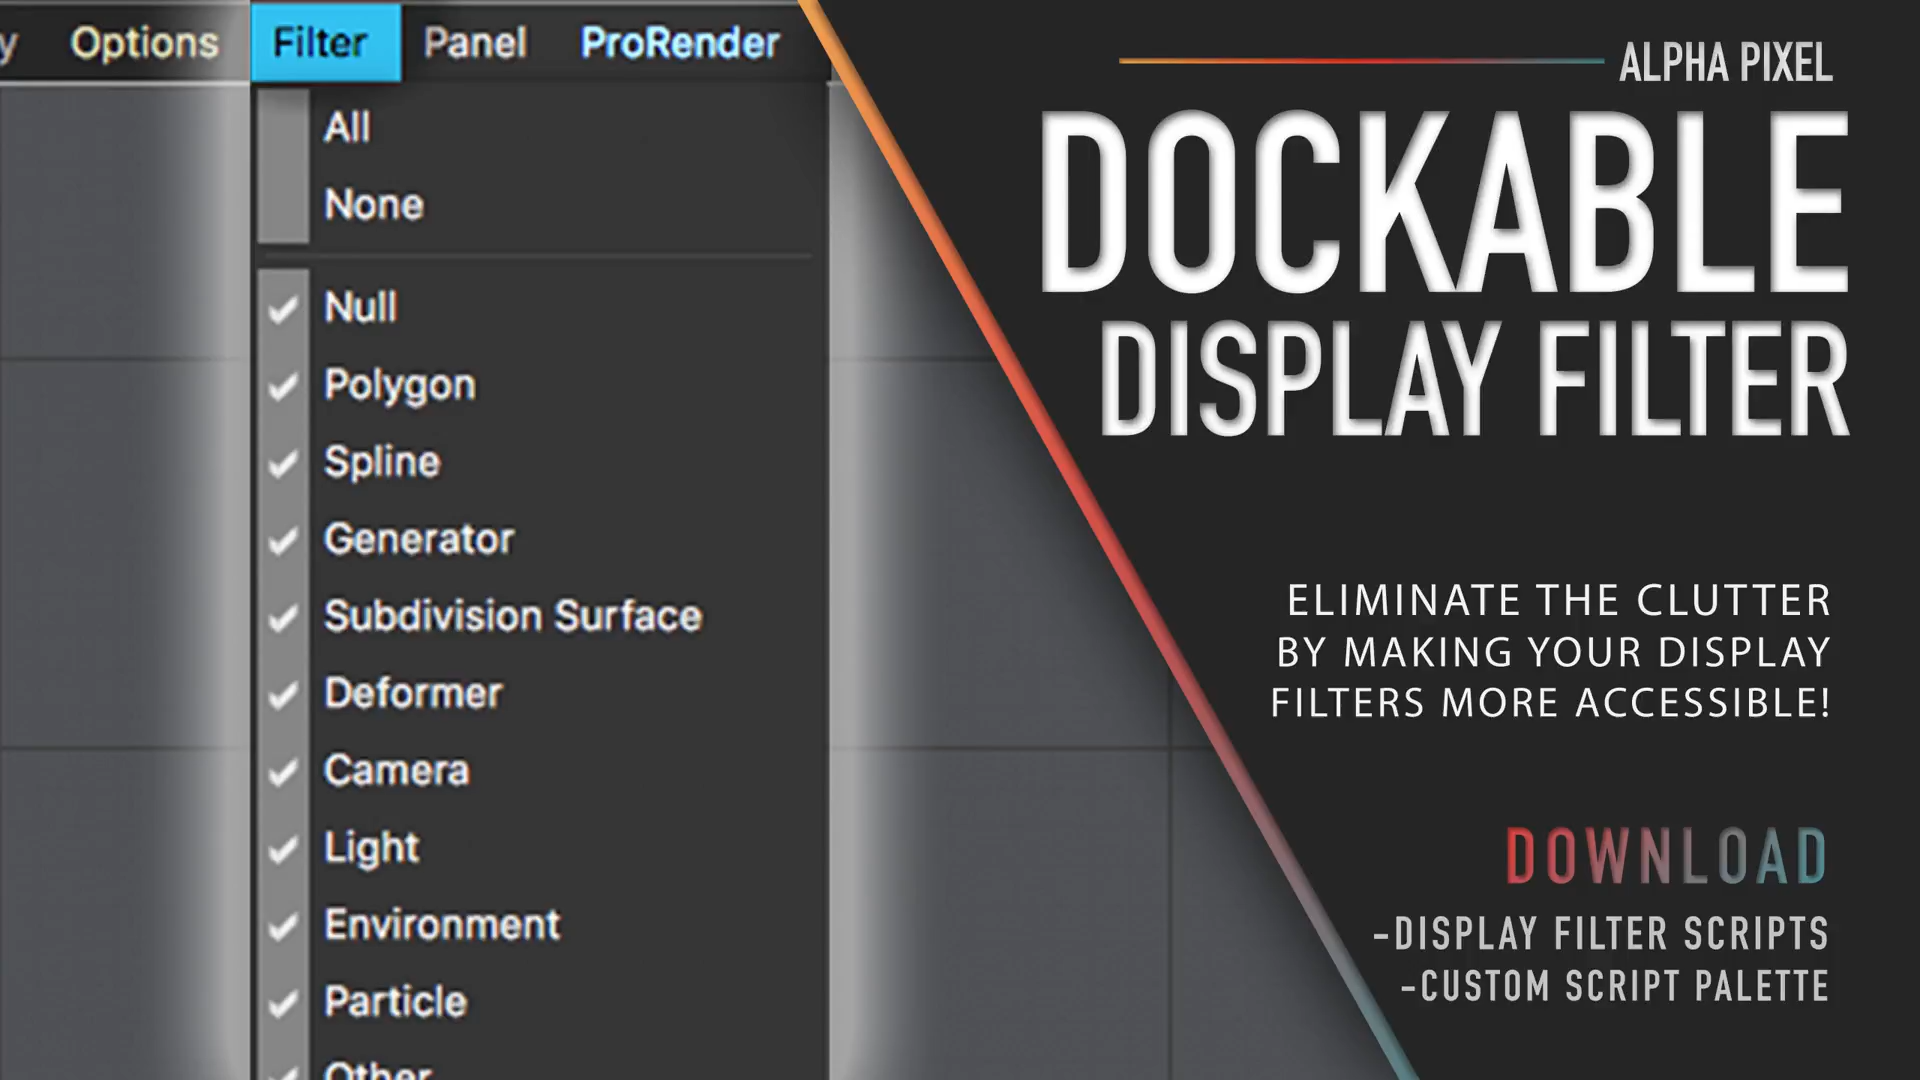 y Options Filter Panel ProRender
All
None
Null
Polygon
Spline
Generator
Subdivision Surface
Deformer
Camera
Light
Environment
Particle
Other
ALPHA PIXEL
DOCKABLE
DISPLAY FILTER
ELIMINATE THE CLUTTER
BY MAKING YOUR DISPLAY
FILTERS MORE ACCESSIBLE!
DOWNLOAD
-DISPLAY FILTER SCRIPTS
-CUSTOM SCRIPT PALETTE